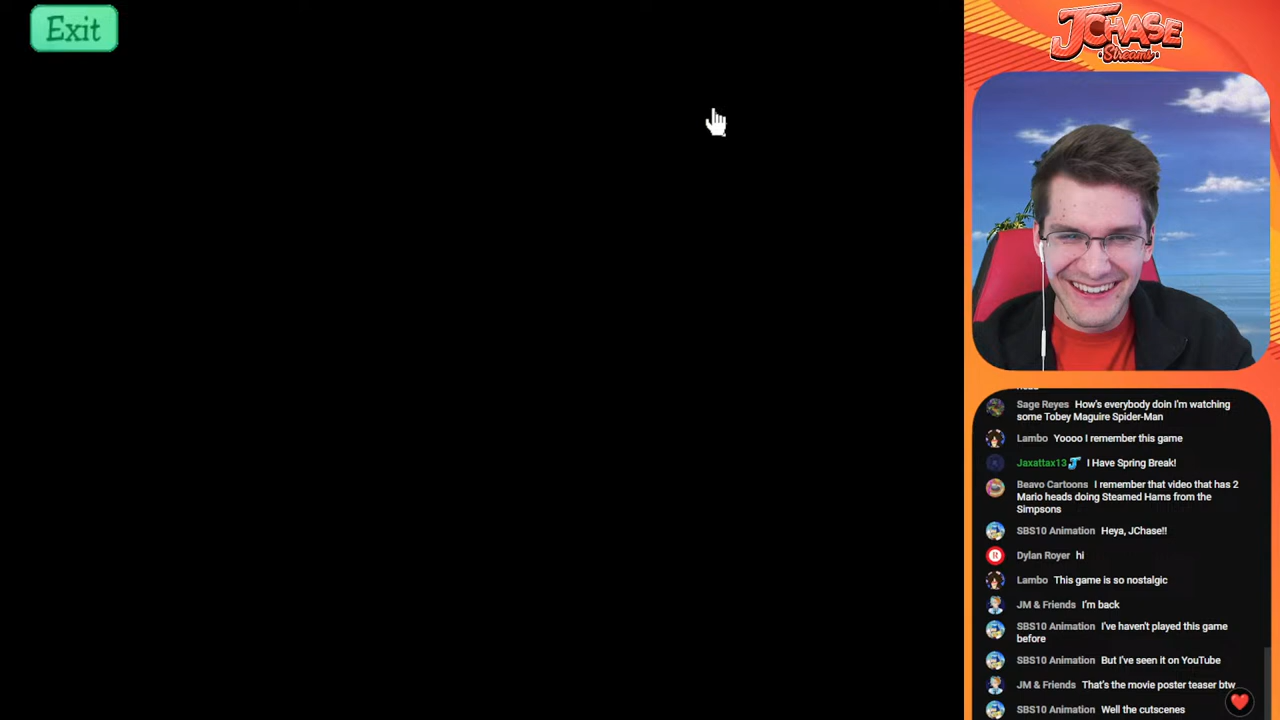 Exit
JCHASE
Streams
Sage Reyes How's everybody doin I'm watching
some Tobey Maguire Spider-Man
Lambo Yoooo I remember this game
Jaxattax13 I Have Spring Break!
Beavo Cartoons I remember that video that has 2
Mario heads doing Steamed Hams from the
Simpsons
SBS10 Animation Heya, JChase!!
Dylan Royer hi
Lambo This game is so nostalgic
JM & Friends I'm back
SBS10 Animation I've haven't played this game
before
SBS10 Animation But I've seen it on YouTube
JM & Friends That's the movie poster teaser btw
SBS10 Animation Well the cutscenes